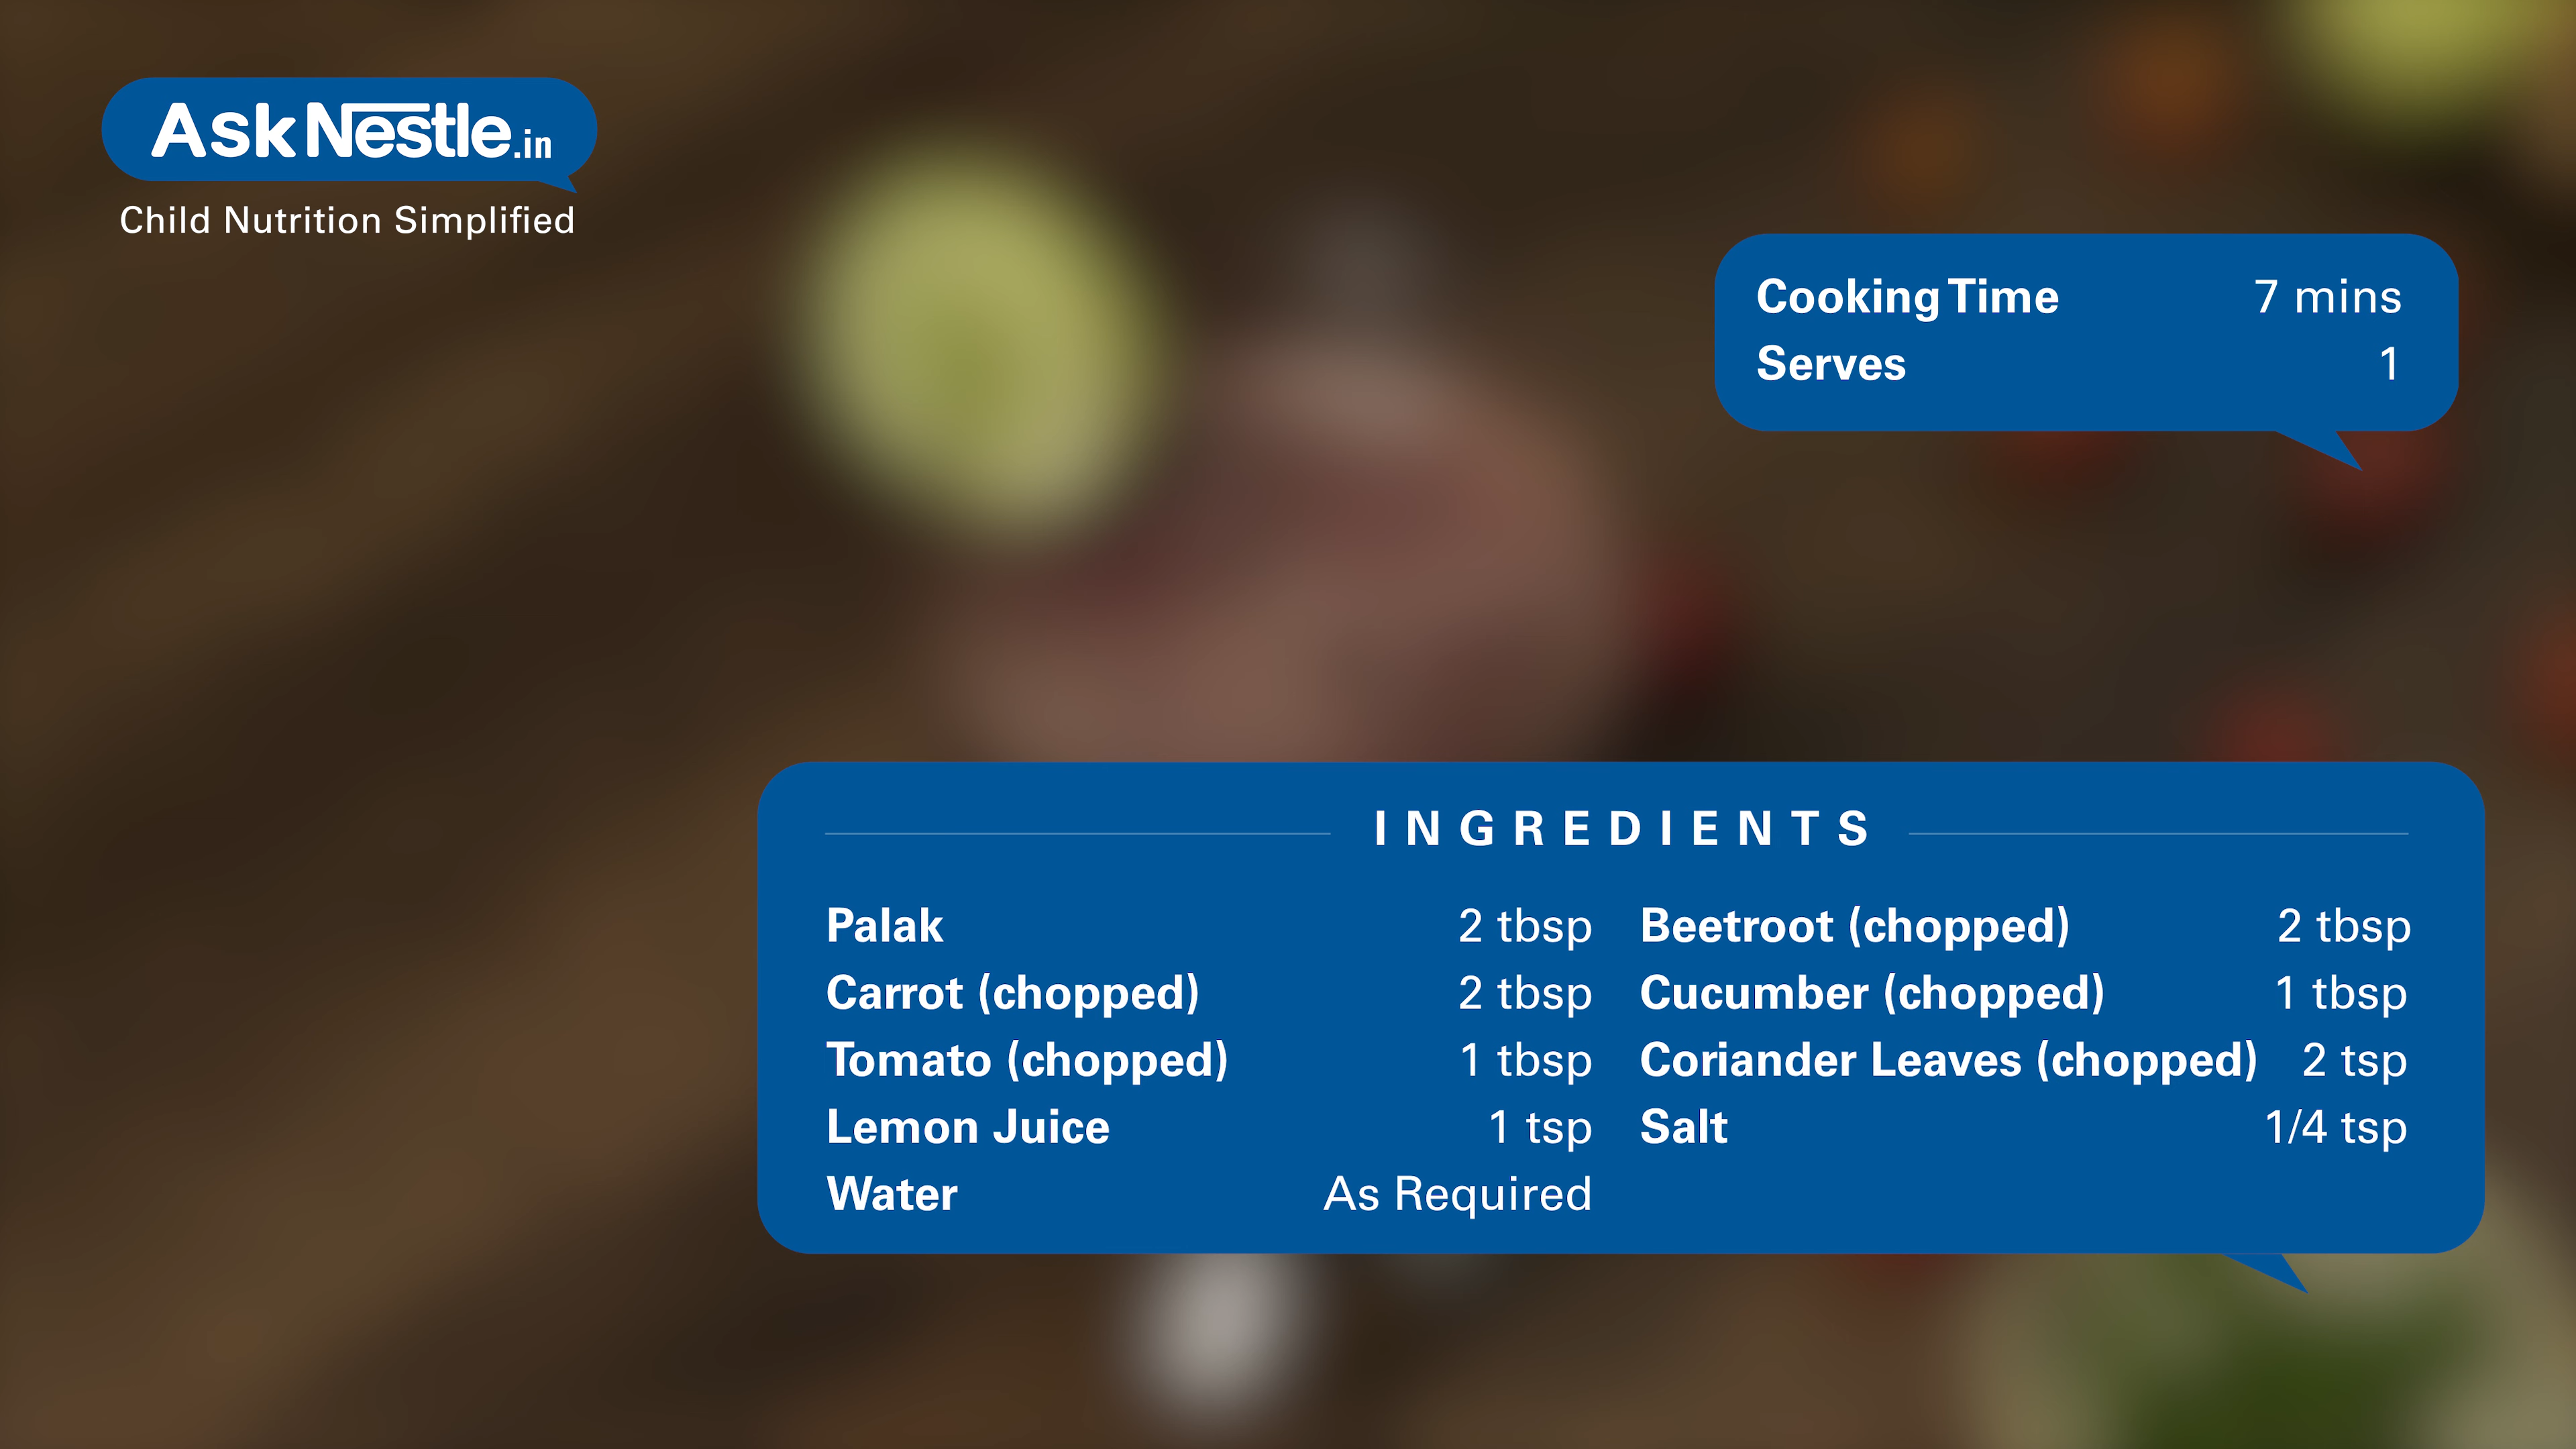 AskNestle.in
Child Nutrition Simplified
Cooking Time 7 mins
Serves 1
INGREDIENTS
Palak 2 tbsp Beetroot (chopped) 2 tbsp
Carrot (chopped) 2 tbsp Cucumber (chopped) 1 tbsp
Tomato (chopped) 1 tbsp Coriander Leaves (chopped) 2 tsp
Lemon Juice 1 tsp Salt 1/4 tsp
Water As Required